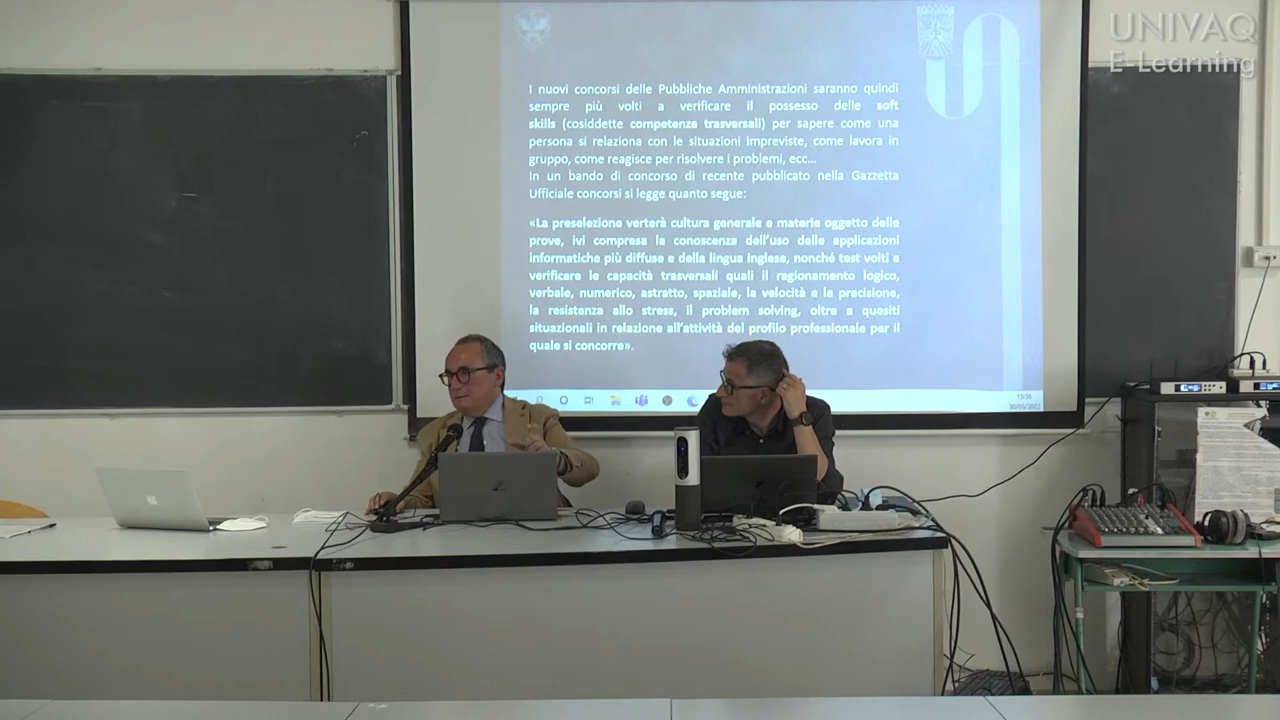 UNIVAQ
E-Learning
I nuovi concorsi delle Pubbliche Amministrazioni saranno quindi
sempre più volti a verificare il possesso delle soft
skills (cosiddette competenze trasversali) per sapere come una
persona si relaziona con le situazioni impreviste, come lavora in
gruppo, come reagisce per risolvere i problemi, ecc...
In un bando di concorso di recente pubblicato nella Gazzetta
Ufficiale concorsi si legge quanto segue:
«La preselezione verterà cultura generale e materie oggetto delle
prove, ivi compresa la conoscenza dell'uso delle applicazioni
informatiche più diffuse e della lingua inglese, nonché test volti a
verificare le capacità trasversali quali il ragionamento logico,
verbale, numerico, astratto, spaziale, la velocità e la precisione,
la resistenza allo stress, il problem solving, oltre a quesiti
situazionali in relazione all'attività del profilo professionale per il
quale si concorre».
15:36
30/05/2022